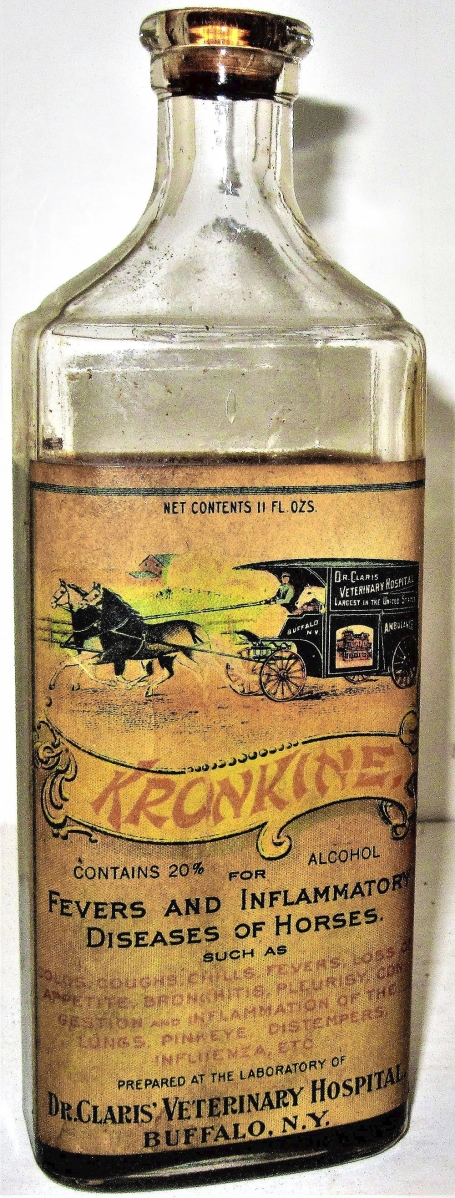 NET CONTENTS 11 FL. OZS.
DR. CLARIS
VETERINARY HOSPITAL
LARGEST IN THE UNITED STATES
BUFFALO
N.Y.
AMBULANCE
KRONKINE.
CONTAINS 20% ALCOHOL
FOR
FEVERS AND INFLAMMATORY
DISEASES OF HORSES.
SUCH AS
COLDS, COUGHS, CHILLS, FEVERS, LOSS OF
APPETITE, BRONCHITIS, PLEURISY, CON-
GESTION AND INFLAMMATION OF THE
LUNGS, PINKEYE, DISTEMPERS,
INFLUENZA, ETC.
PREPARED AT THE LABORATORY OF
DR. CLARIS' VETERINARY HOSPITAL
BUFFALO, N.Y.